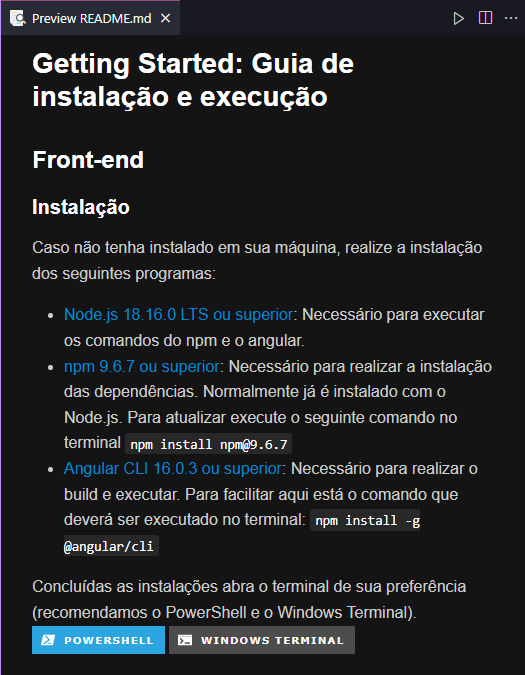 Preview README.md
Getting Started: Guia de
instalação e execução
Front-end
Instalação
Caso não tenha instalado em sua máquina, realize a instalação
dos seguintes programas:
Node.js 18.16.0 LTS ou superior: Necessário para executar
os comandos do npm e o angular.
npm 9.6.7 ou superior: Necessário para realizar a instalação
das dependências. Normalmente já é instalado com o
Node.js. Para atualizar execute o seguinte comando no
terminal npm install npm@9.6.7
Angular CLI 16.0.3 ou superior: Necessário para realizar o
build e executar. Para facilitar aqui está o comando que
deverá ser executado no terminal: npm install -g
@angular/cli
Concluídas as instalações abra o terminal de sua preferência
(recomendamos o PowerShell e o Windows Terminal).
POWERSHELL WINDOWS TERMINAL